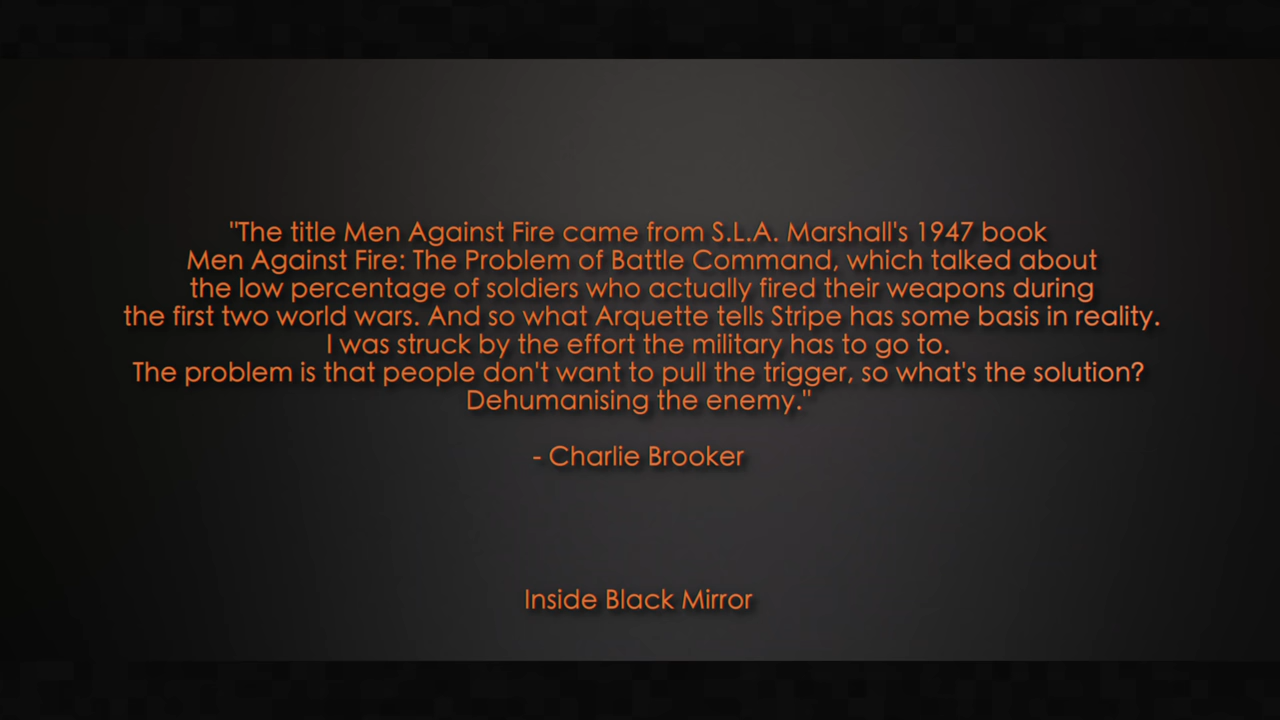 "The title Men Against Fire came from S.L.A. Marshall's 1947 book
Men Against Fire: The Problem of Battle Command, which talked about
the low percentage of soldiers who actually fired their weapons during
the first two world wars. And so what Arquette tells Stripe has some basis in reality.
I was struck by the effort the military has to go to.
The problem is that people don't want to pull the trigger, so what's the solution?
Dehumanising the enemy."
- Charlie Brooker
Inside Black Mirror